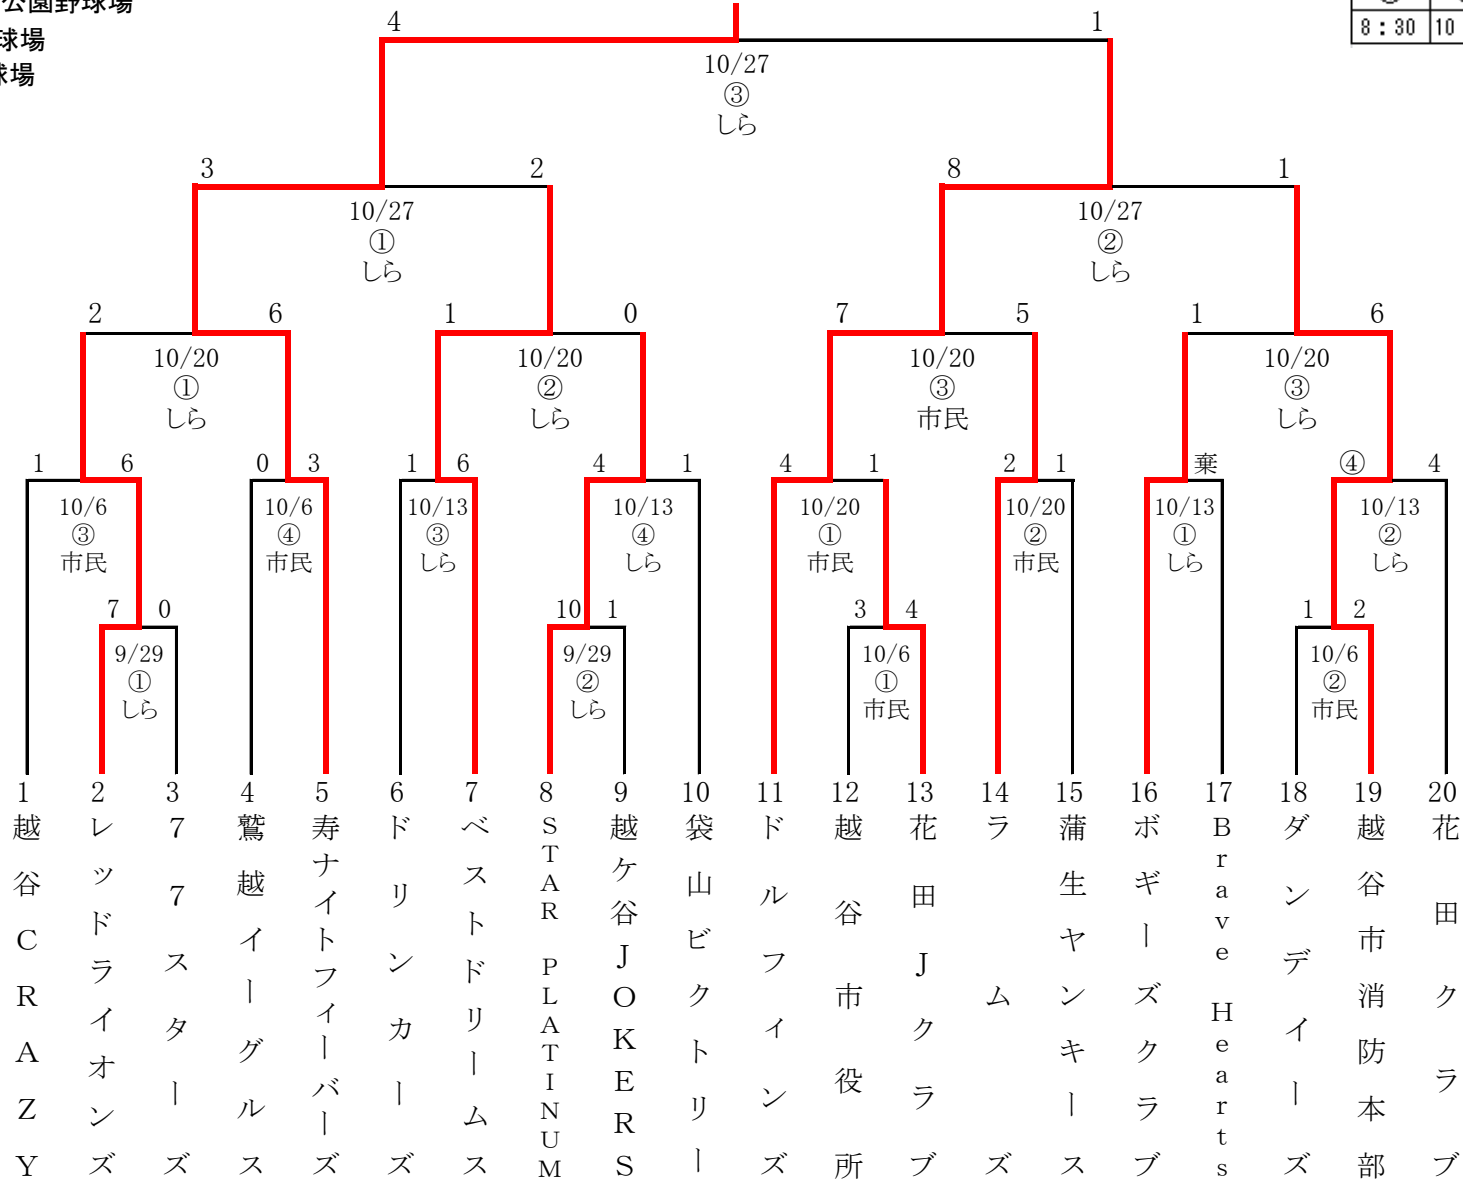 公園野球場
球場
球場
8：30 10
4 1
10/27
③
しら
3 2 8 1
10/27 10/27
① ②
しら しら
2 6 1 0 7 5 1 6
10/20 10/20 10/20 10/20
① ② ③ ③
しら しら 市民 しら
1 6 0 3 1 6 4 1 4 1 2 1 棄 ④ 4
10/6 10/6 10/13 10/13 10/20 10/20 10/13 10/13
③ ④ ③ ④ ① ② ① ②
市民 市民 しら しら 市民 市民 しら しら
7 0 10 1 3 4 1 2
9/29 9/29 10/6 10/6
① ② ① ②
しら しら 市民 市民
1 2 3 4 5 6 7 8 9 10 11 12 13 14 15 16 17 18 19 20
越谷CRAZY
レッドライオンズ
77スターズ
鷲越イーグルス
寿ナイトフィーバーズ
ドリンカーズ
ベストドリームス
STAR PLATINUM
越ケ谷JOKERS
袋山ビクトリー
ドルフィンズ
越谷市役所
花田Jクラブ
ラムズ
蒲生ヤンキース
ボギーズクラブ
Brave Hearts
ダンデイーズ
越谷市消防本部
花田クラブ